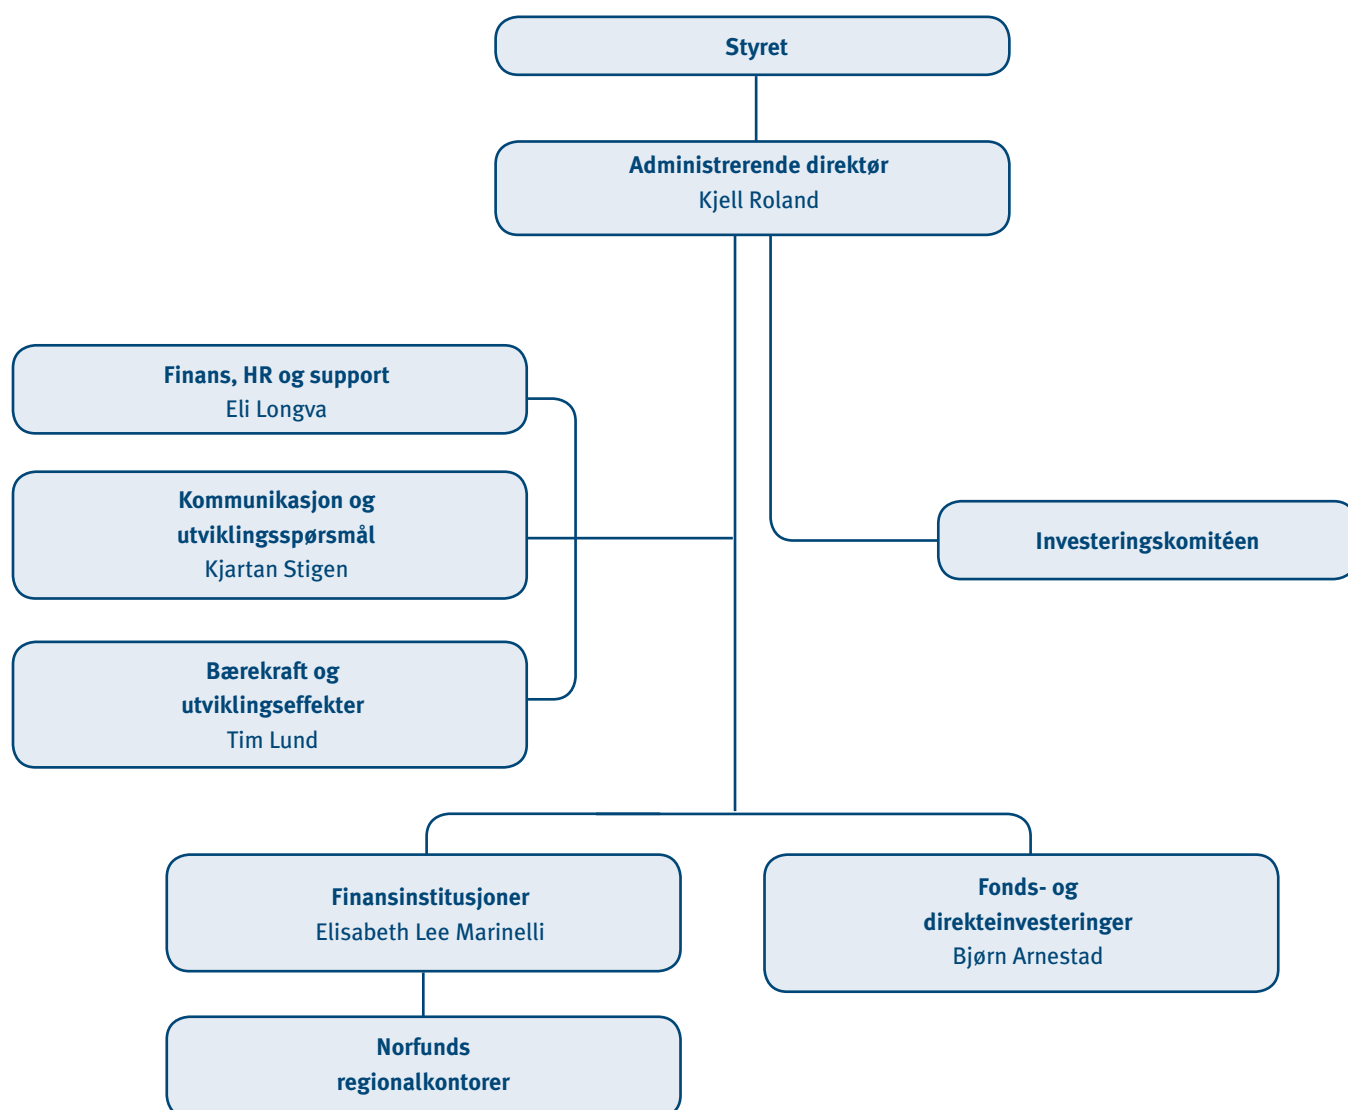 Styret
Administrerende direktør
Kjell Roland
Finans, HR og support
Eli Longva
Kommunikasjon og
utviklingsspørsmål
Kjartan Stigen
Investeringskomitéen
Bærekraft og
utviklingseffekter
Tim Lund
Finansinstitusjoner
Elisabeth Lee Marinelli
Fonds- og
direkteinvesteringer
Bjørn Arnestad
Norfunds
regionalkontorer